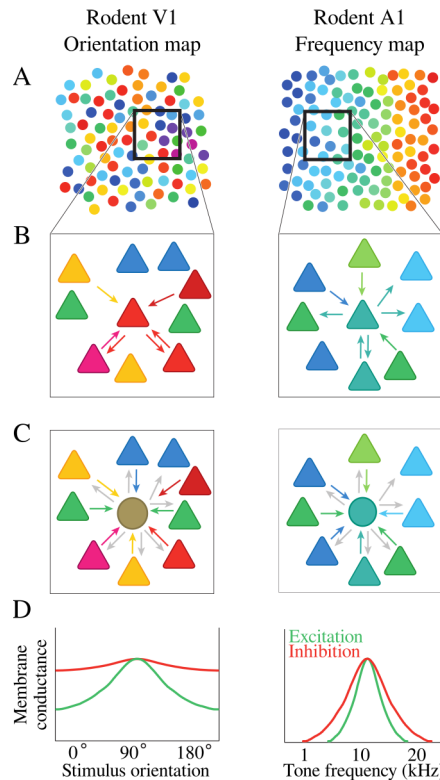 Rodent V1
Orientation map
Rodent A1
Frequency map
A
B
C
D
Membrane
conductance
0° 90° 180°
Stimulus orientation
Excitation
Inhibition
1 10 22
Tone frequency (kHz)